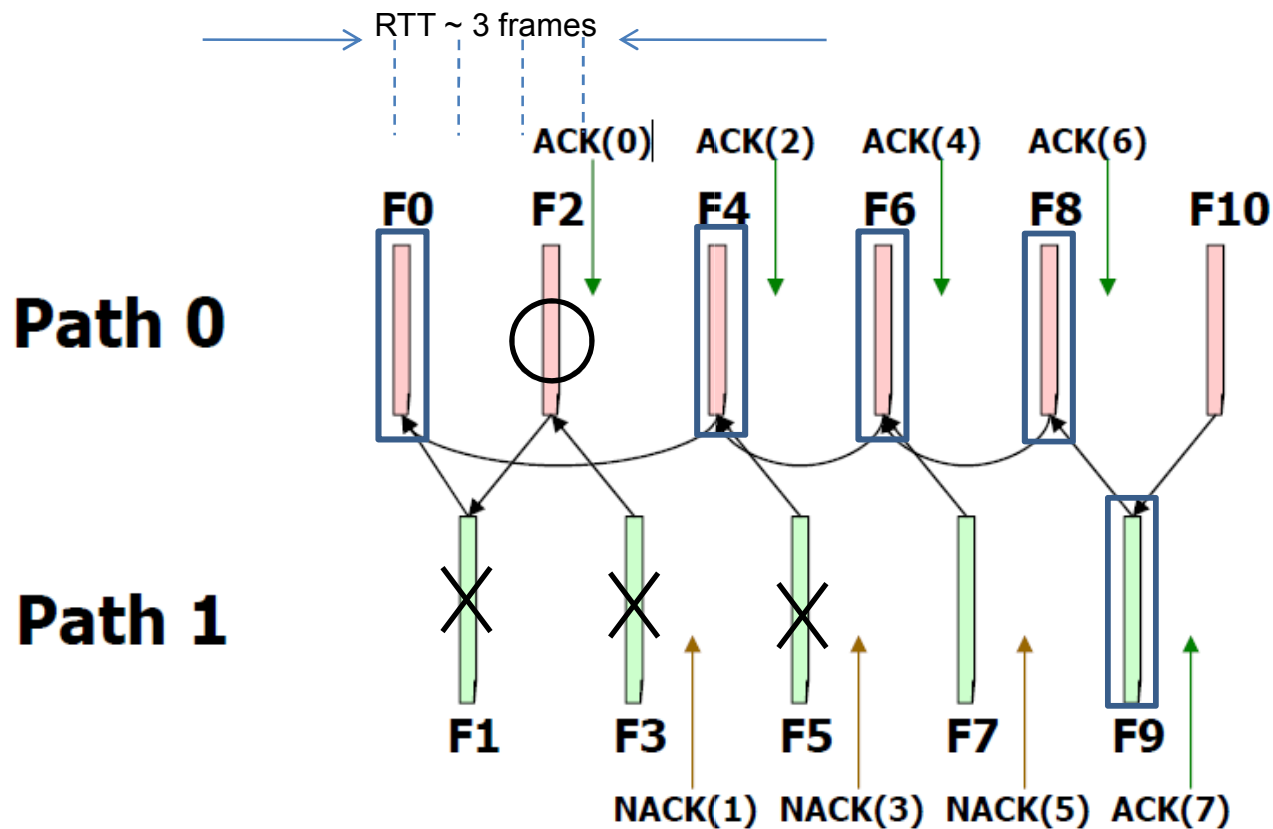 RTT ~ 3 frames
ACK(0) ACK(2) ACK(4) ACK(6)
F0 F2 F4 F6 F8 F10
Path 0
Path 1
F1 F3 F5 F7 F9
NACK(1) NACK(3) NACK(5) ACK(7)